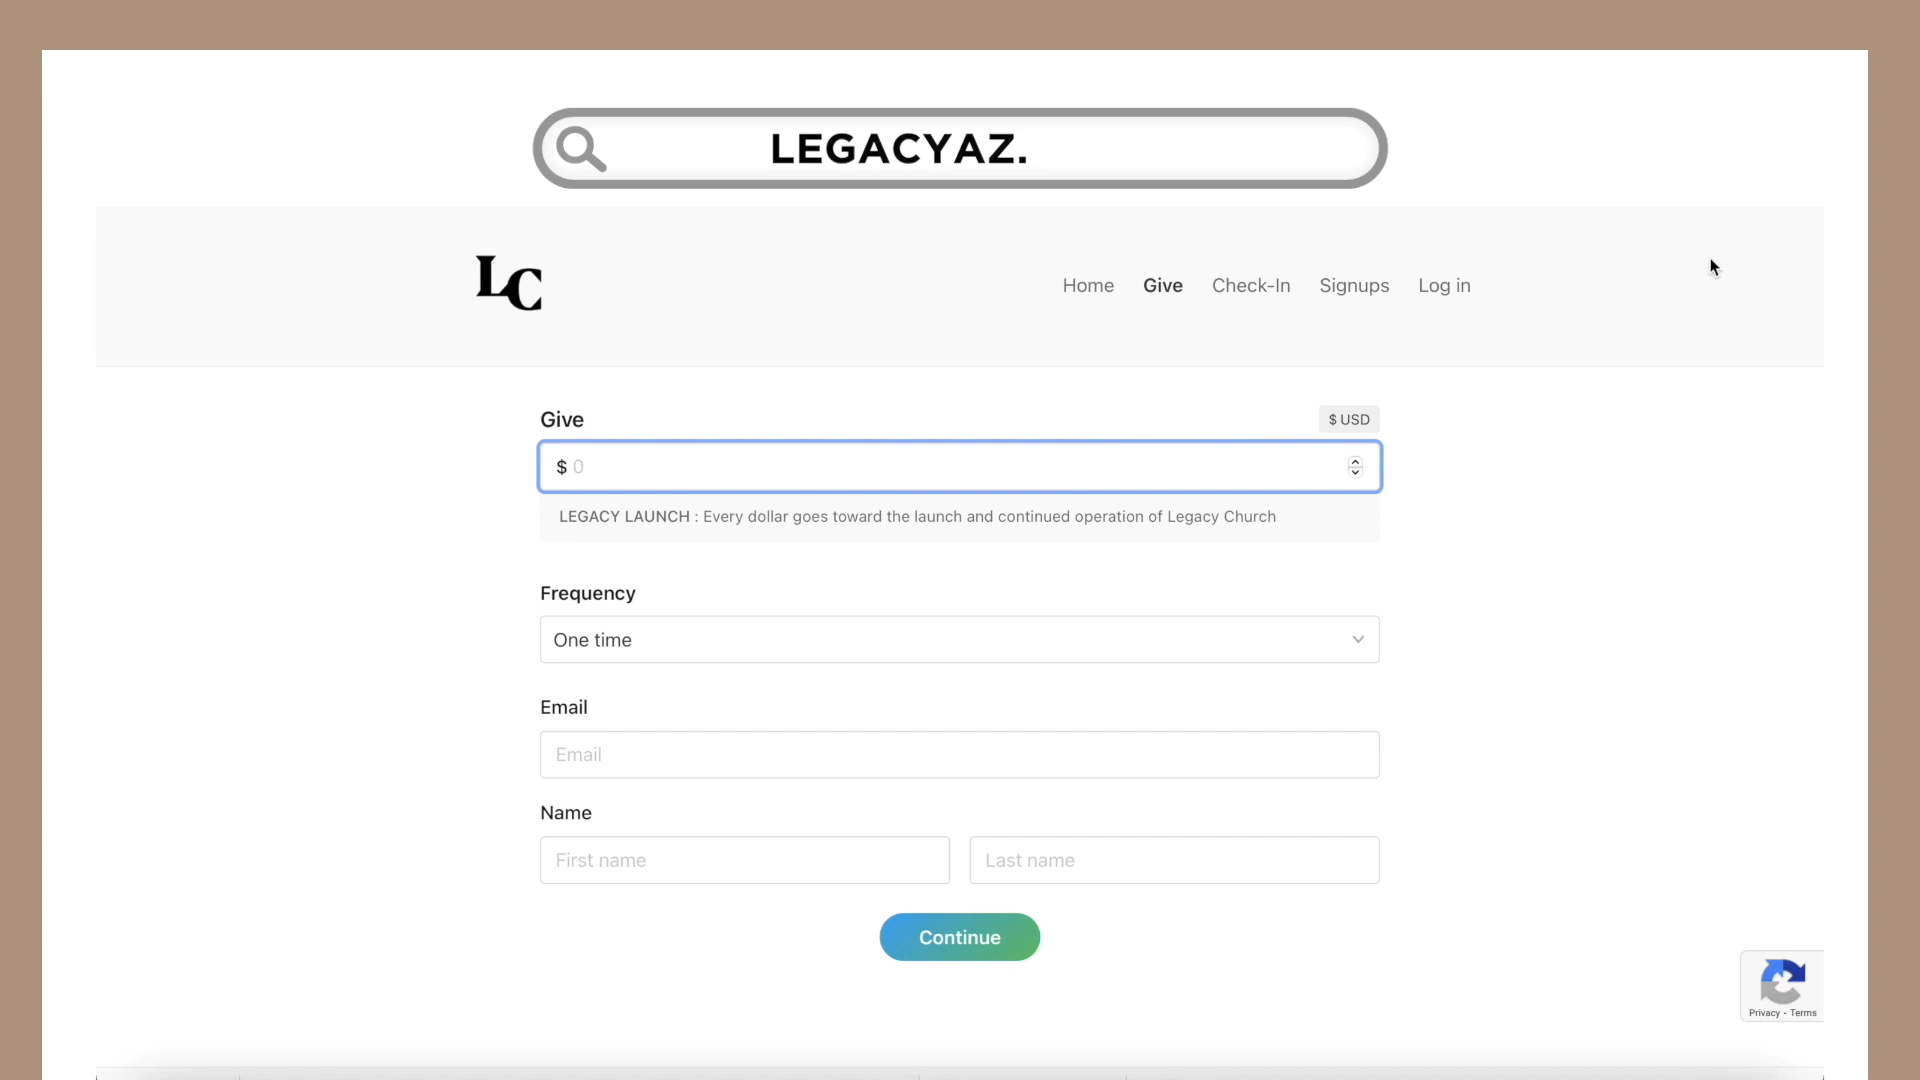 LEGACYAZ.
LC
Home Give Check-In Signups Log in
Give $ USD
$ 0
LEGACY LAUNCH : Every dollar goes toward the launch and continued operation of Legacy Church
Frequency
One time
Email
Email
Name
First name Last name
Continue
Privacy - Terms